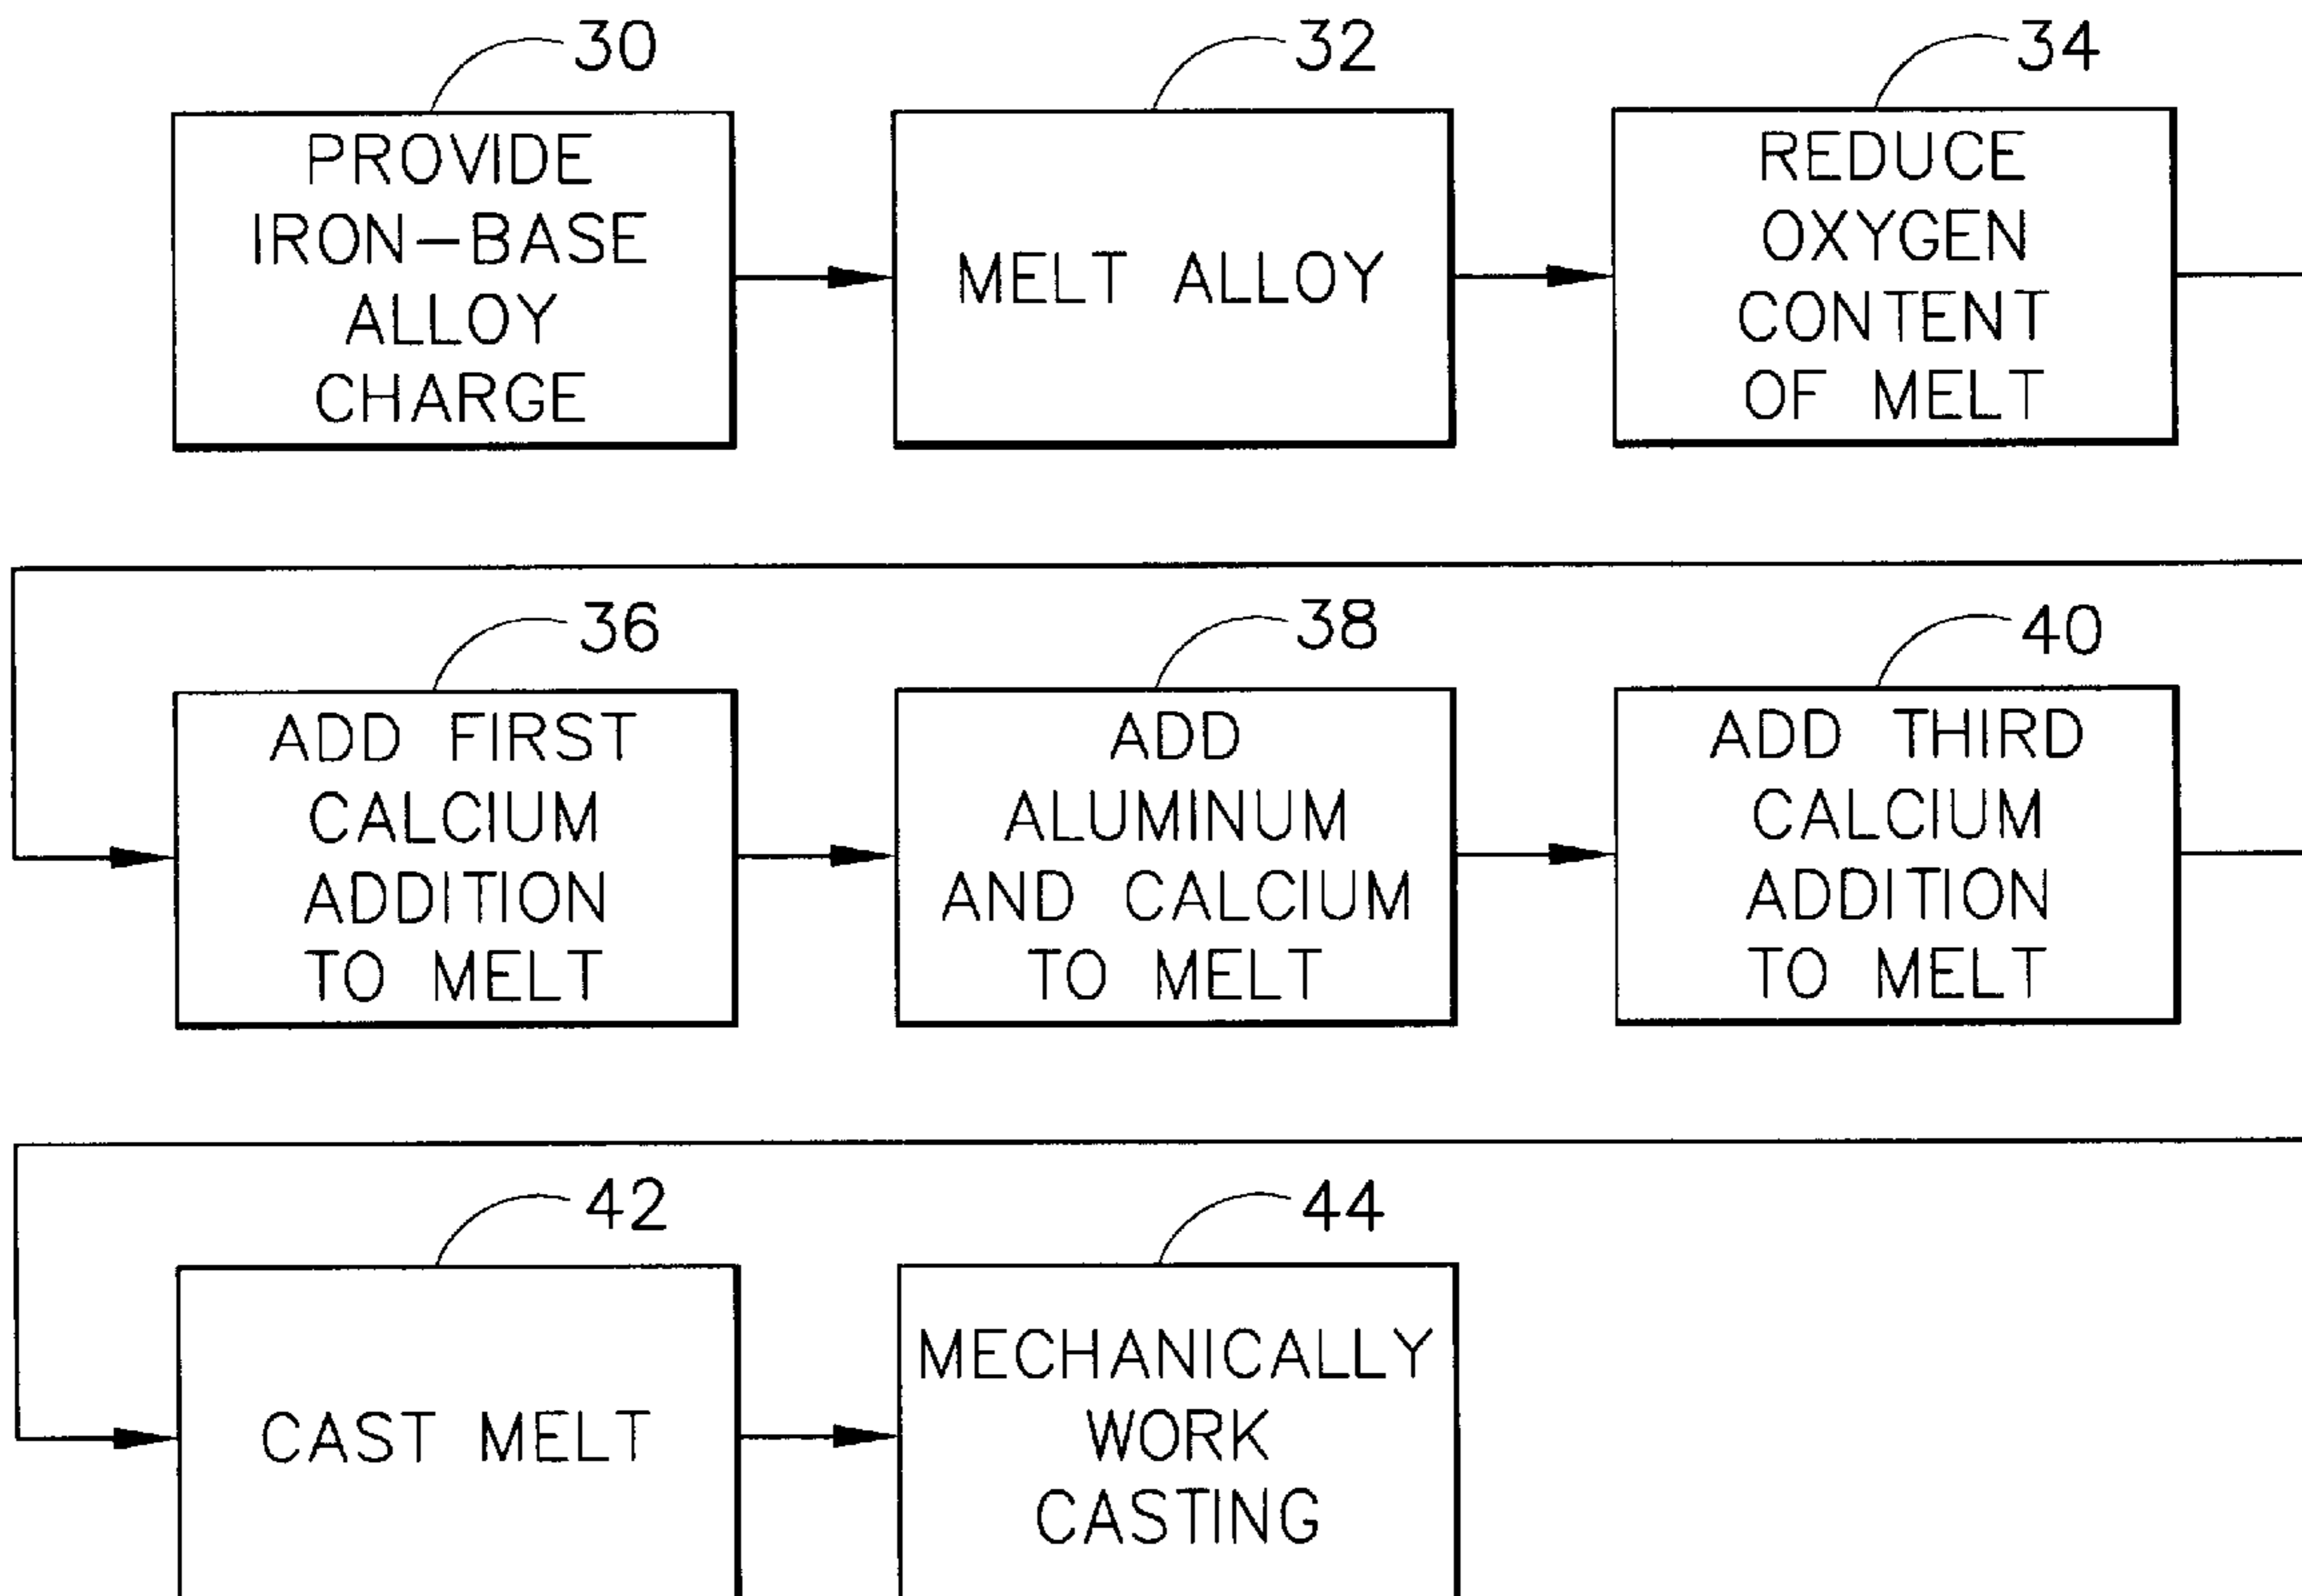 30
PROVIDE
IRON-BASE
ALLOY
CHARGE
32
MELT ALLOY
34
REDUCE
OXYGEN
CONTENT
OF MELT
36
ADD FIRST
CALCIUM
ADDITION
TO MELT
38
ADD
ALUMINUM
AND CALCIUM
TO MELT
40
ADD THIRD
CALCIUM
ADDITION
TO MELT
42
CAST MELT
44
MECHANICALLY
WORK
CASTING